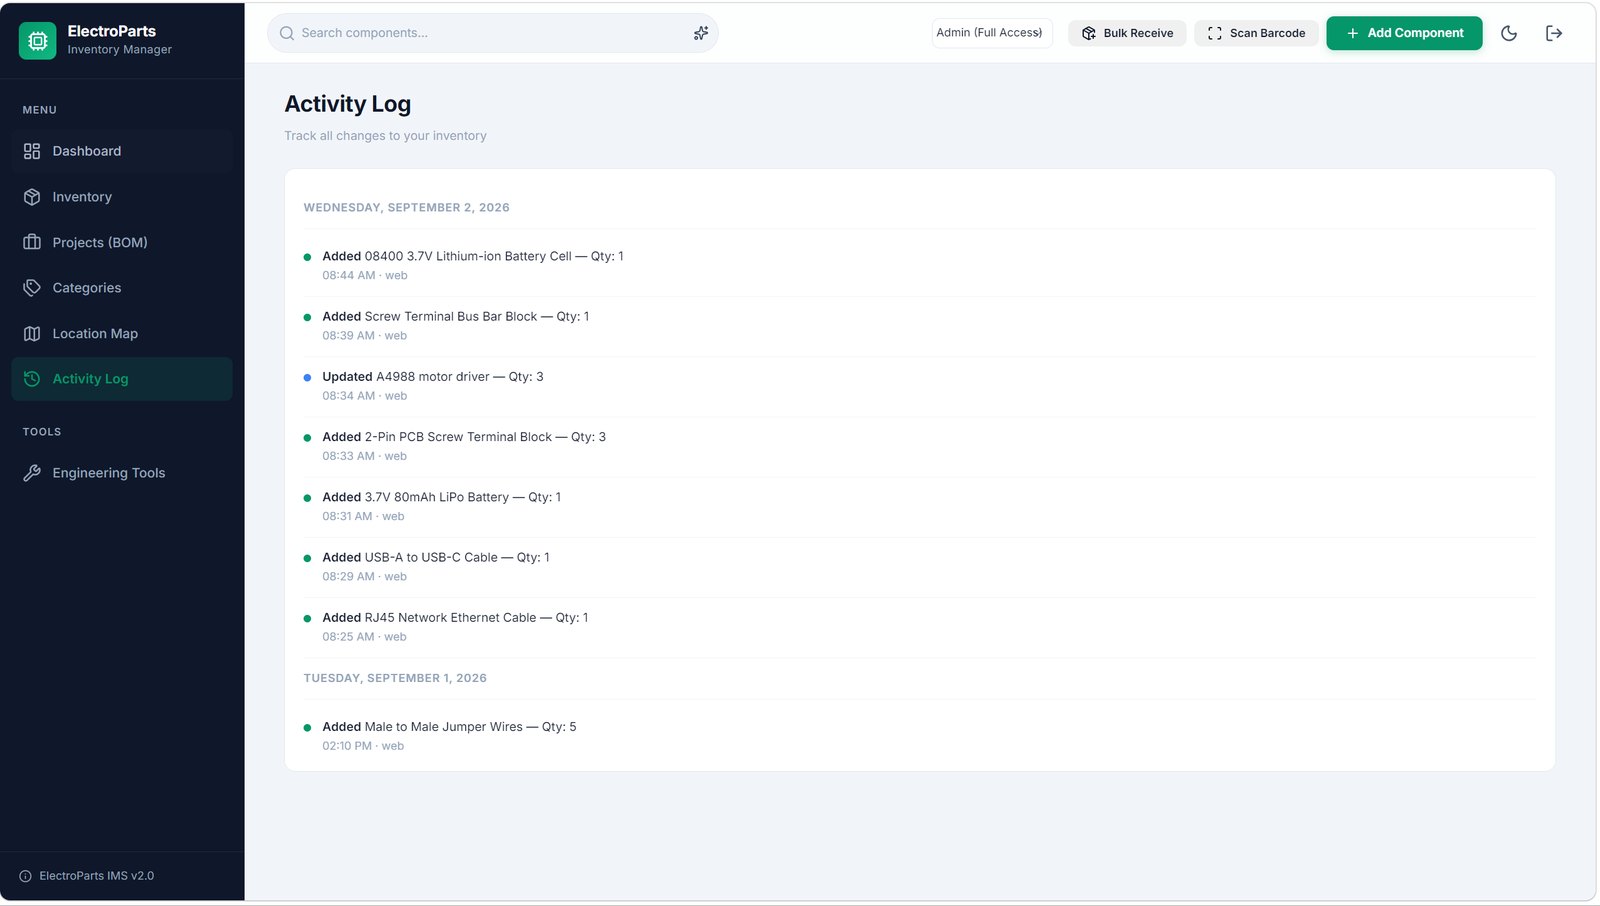 ElectroParts
Inventory Manager
MENU
Dashboard
Inventory
Projects (BOM)
Categories
Location Map
Activity Log
TOOLS
Engineering Tools
ElectroParts IMS v2.0
Search components...
Admin (Full Access)
Bulk Receive
Scan Barcode
Add Component
Activity Log
Track all changes to your inventory
WEDNESDAY, SEPTEMBER 2, 2026
Added 08400 3.7V Lithium-ion Battery Cell — Qty: 1
08:44 AM · web
Added Screw Terminal Bus Bar Block — Qty: 1
08:39 AM · web
Updated A4988 motor driver — Qty: 3
08:34 AM · web
Added 2-Pin PCB Screw Terminal Block — Qty: 3
08:33 AM · web
Added 3.7V 80mAh LiPo Battery — Qty: 1
08:31 AM · web
Added USB-A to USB-C Cable — Qty: 1
08:29 AM · web
Added RJ45 Network Ethernet Cable — Qty: 1
08:25 AM · web
TUESDAY, SEPTEMBER 1, 2026
Added Male to Male Jumper Wires — Qty: 5
02:10 PM · web